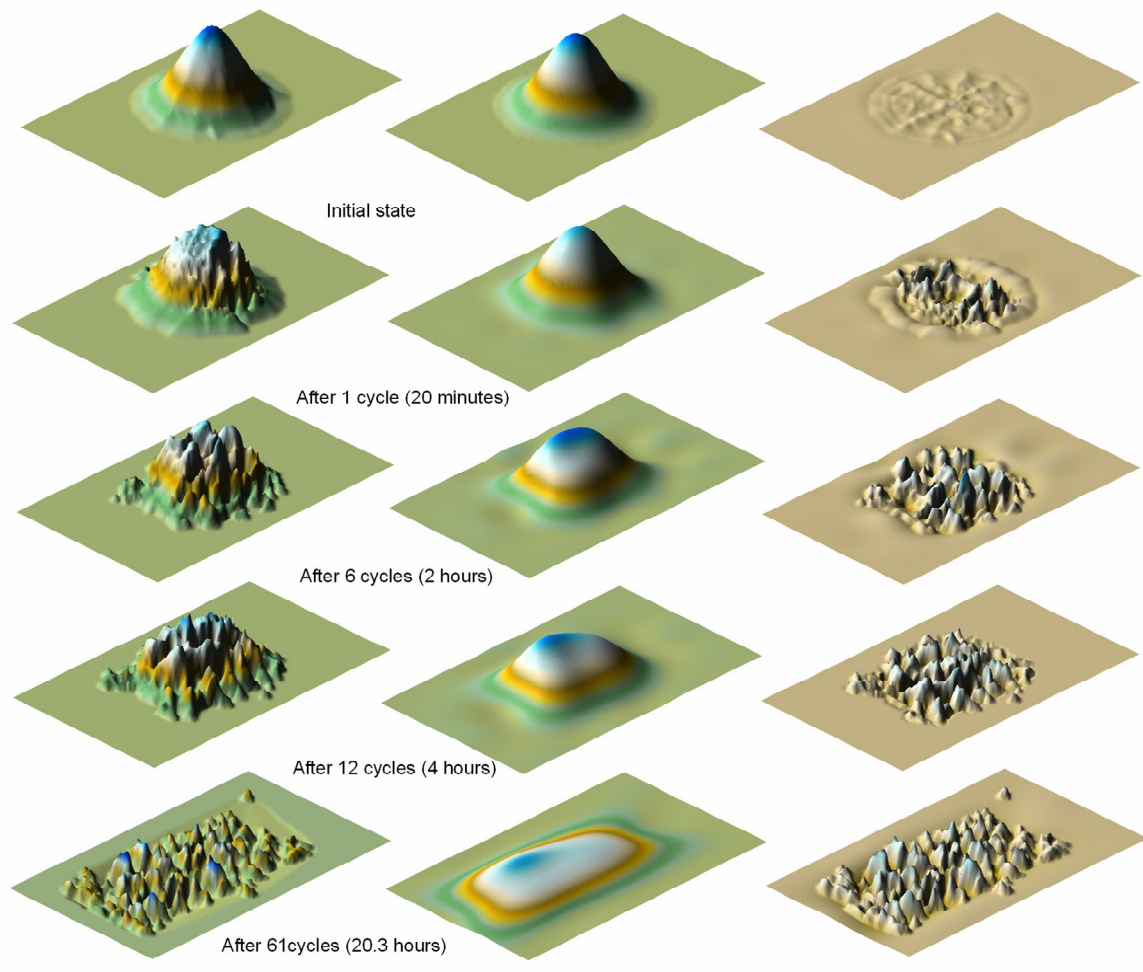 Initial state
After 1 cycle (20 minutes)
After 6 cycles (2 hours)
After 12 cycles (4 hours)
After 61cycles (20.3 hours)